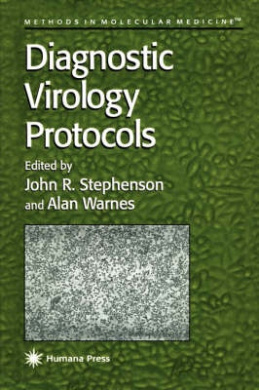 METHODS IN MOLECULAR MEDICINE™
Diagnostic
Virology
Protocols
Edited by
John R. Stephenson
and Alan Warnes
Humana Press